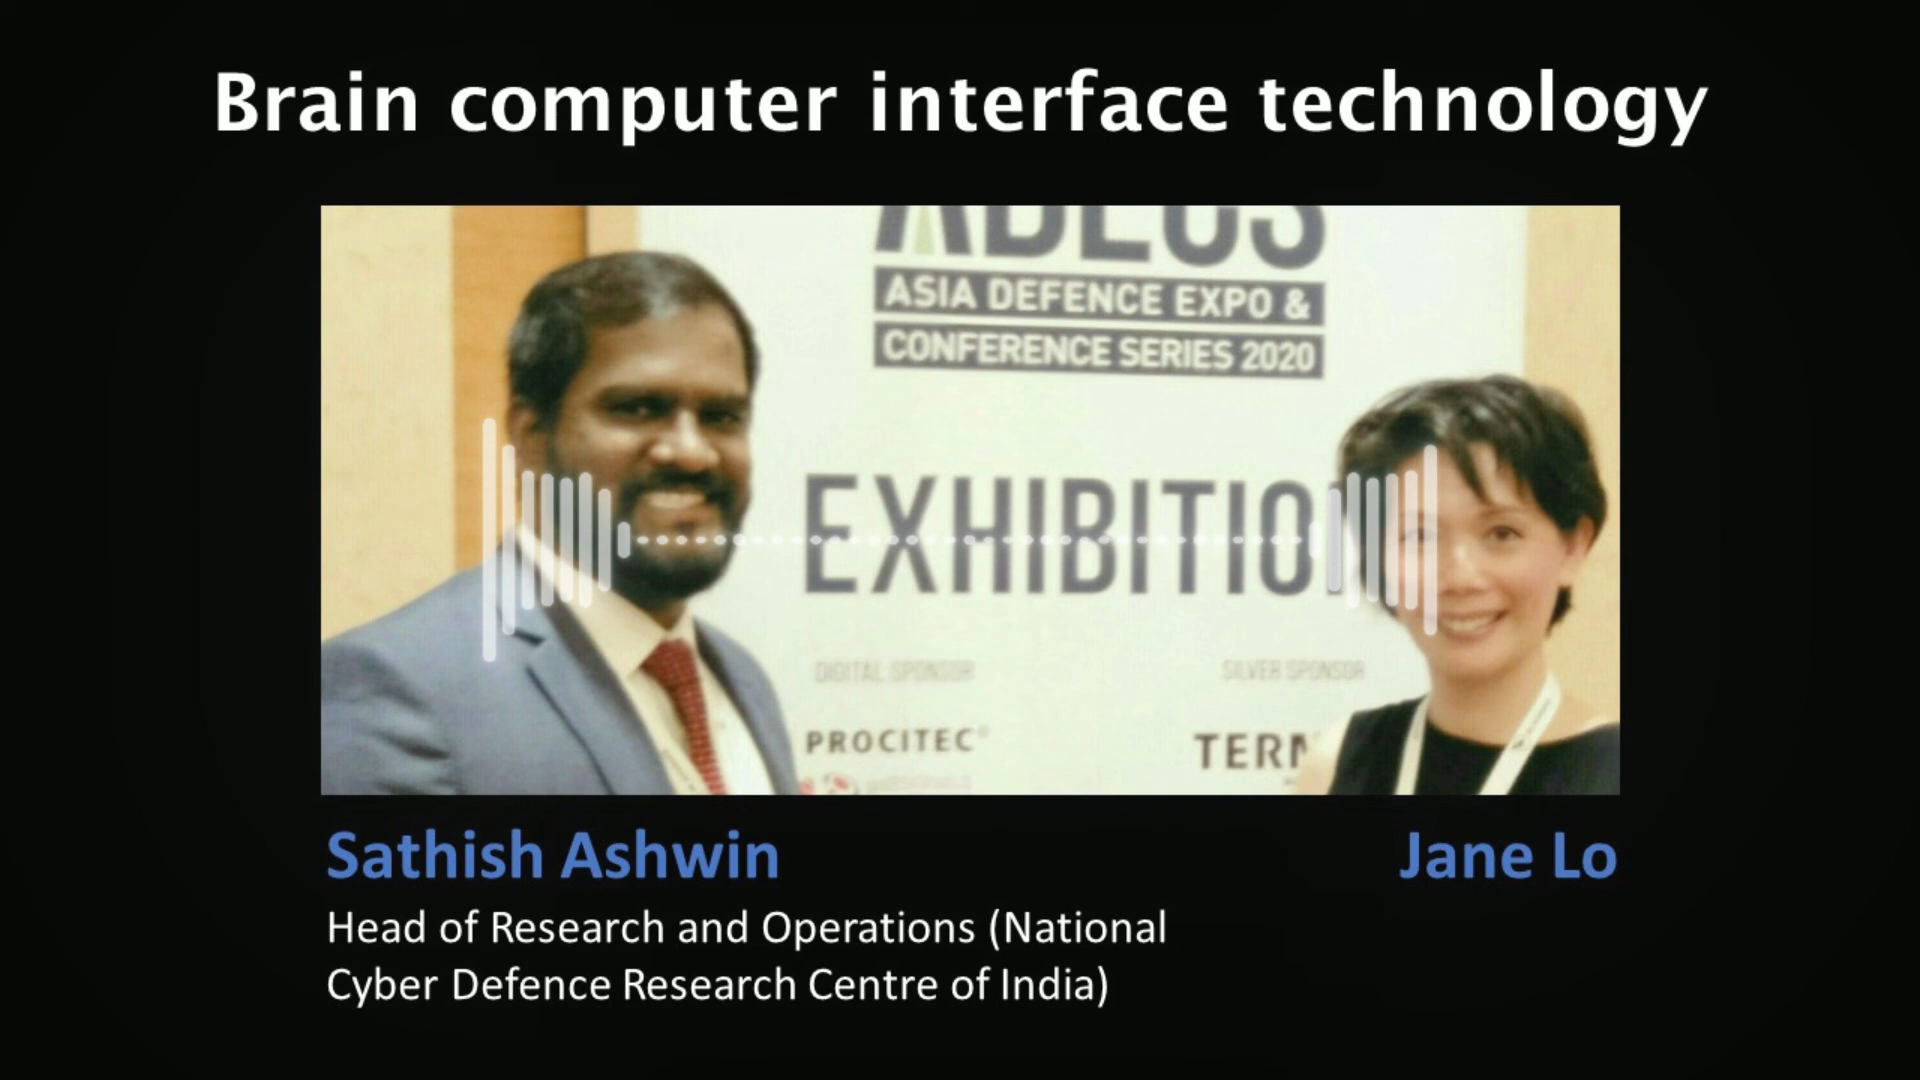 Brain computer interface technology
ASIA DEFENCE EXPO &
CONFERENCE SERIES 2020
EXHIBITIO
DIGITAL SPONSOR
SILVER SPONSOR
PROCITEC®
TERM
Sathish Ashwin
Jane Lo
Head of Research and Operations (National
Cyber Defence Research Centre of India)